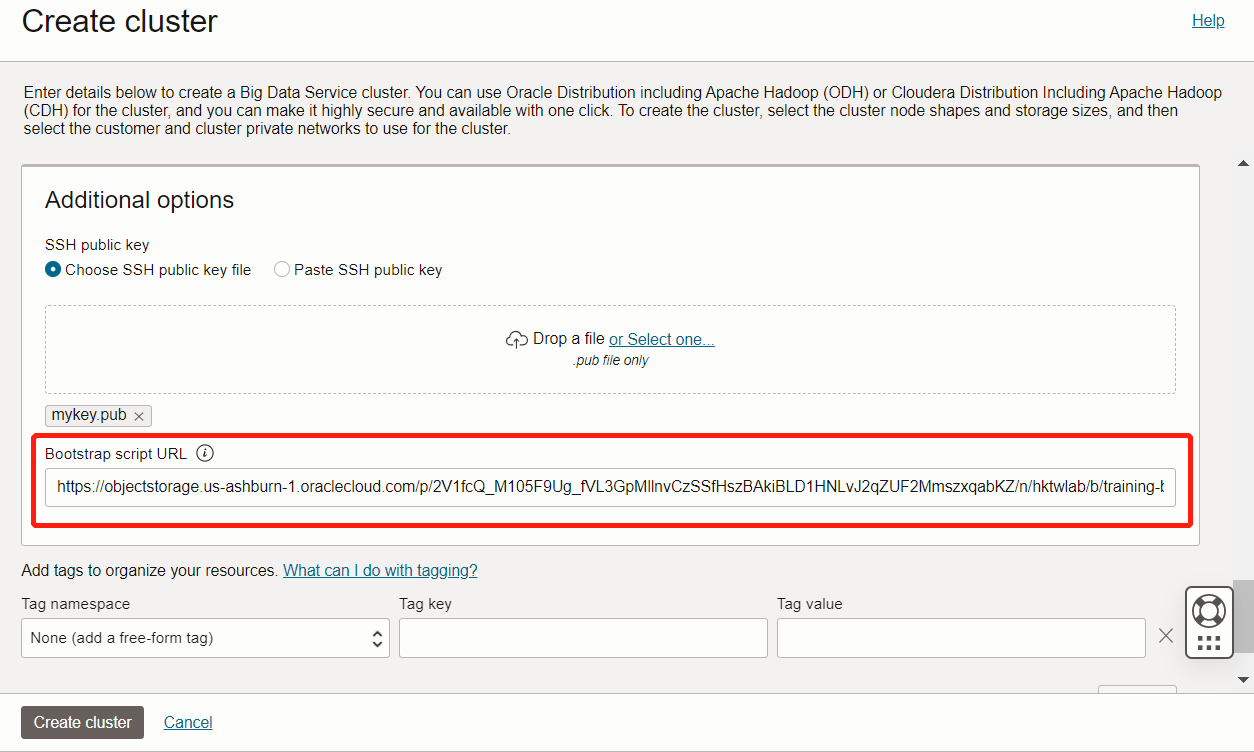 Create cluster
Help
Enter details below to create a Big Data Service cluster. You can use Oracle Distribution including Apache Hadoop (ODH) or Cloudera Distribution Including Apache Hadoop
(CDH) for the cluster, and you can make it highly secure and available with one click. To create the cluster, select the cluster node shapes and storage sizes, and then
select the customer and cluster private networks to use for the cluster.
Additional options
SSH public key
Choose SSH public key file
Paste SSH public key
Drop a file or Select one...
.pub file only
mykey.pub
Bootstrap script URL
https://objectstorage.us-ashburn-1.oraclecloud.com/p/2V1fcQ_M105F9Ug_fVL3GpMllnvCzSSfHszBAkiBLD1HNLvJ2qZUF2MmszxqabKZ/n/hktwlab/b/training-b
Add tags to organize your resources. What can I do with tagging?
Tag namespace
Tag key
Tag value
None (add a free-form tag)
Create cluster
Cancel